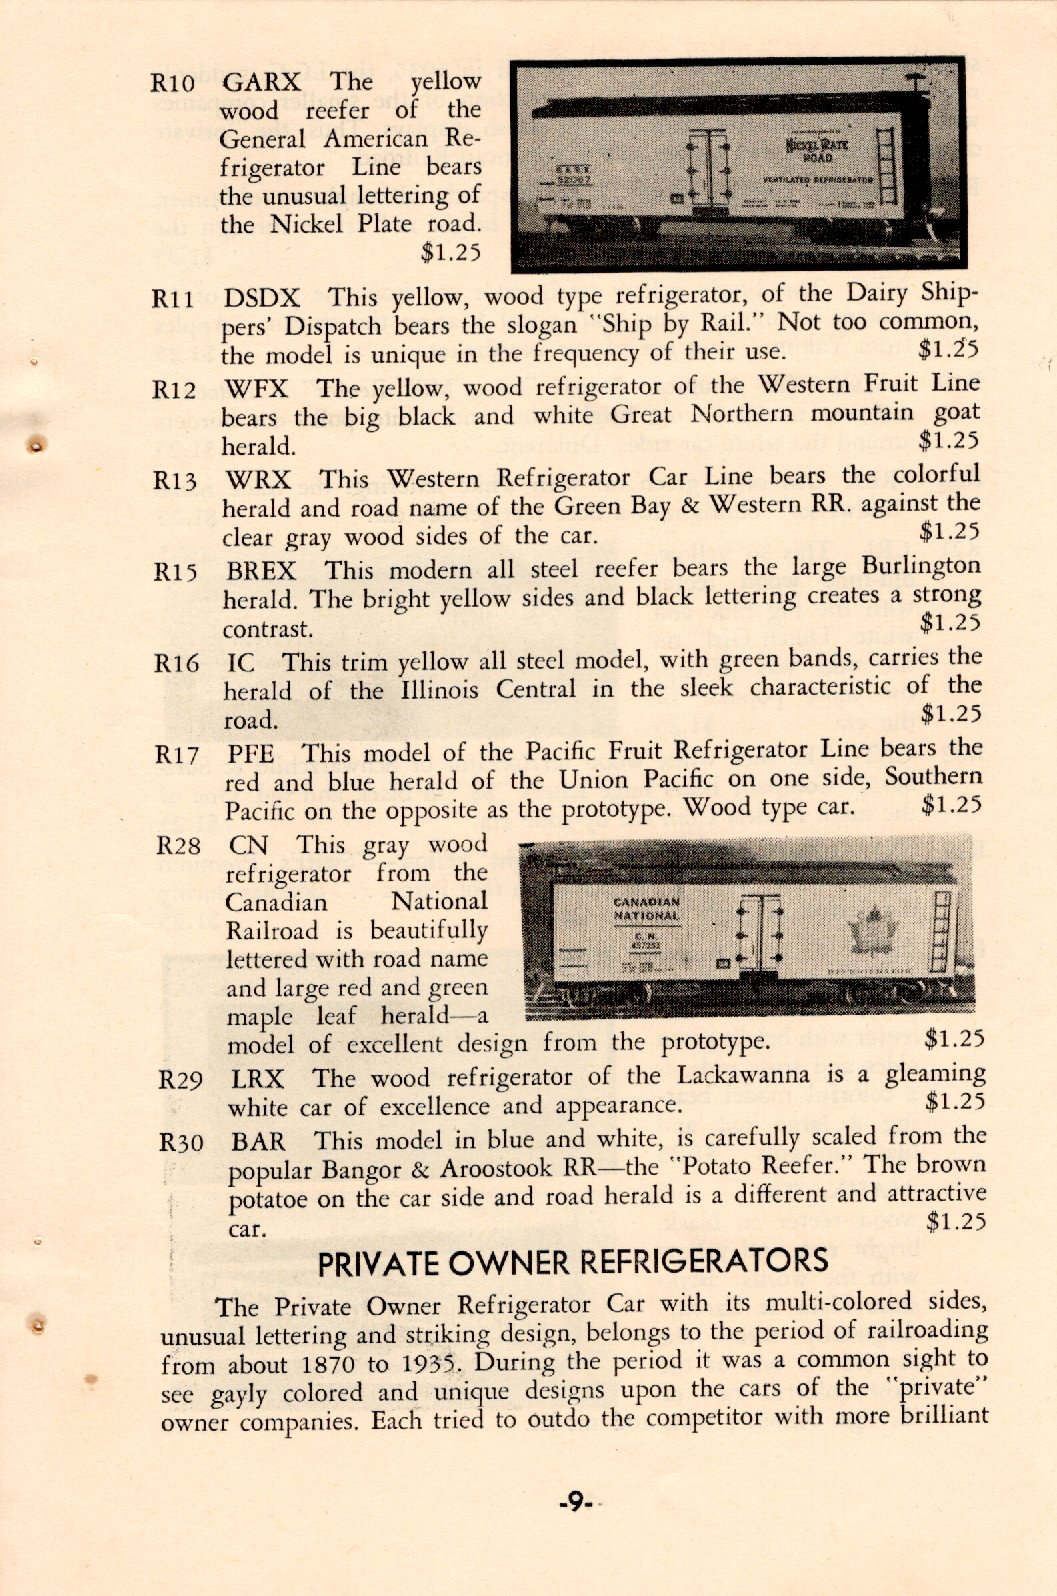 R10 GARX The yellow
wood reefer of the
General American Re-
frigerator Line bears
the unusual lettering of
the Nickel Plate road.
$1.25
NICKEL PLATE
ROAD
VENTILATED REFRIGERATOR
R11 DSDX This yellow, wood type refrigerator, of the Dairy Ship-
pers' Dispatch bears the slogan "Ship by Rail." Not too common,
the model is unique in the frequency of their use. $1.25
R12 WFX The yellow, wood refrigerator of the Western Fruit Line
bears the big black and white Great Northern mountain goat
herald. $1.25
R13 WRX This Western Refrigerator Car Line bears the colorful
herald and road name of the Green Bay & Western RR. against the
clear gray wood sides of the car. $1.25
R15 BREX This modern all steel reefer bears the large Burlington
herald. The bright yellow sides and black lettering creates a strong
contrast. $1.25
R16 IC This trim yellow all steel model, with green bands, carries the
herald of the Illinois Central in the sleek characteristic of the
road. $1.25
R17 PFE This model of the Pacific Fruit Refrigerator Line bears the
red and blue herald of the Union Pacific on one side, Southern
Pacific on the opposite as the prototype. Wood type car. $1.25
R28 CN This gray wood
refrigerator from the
Canadian National
Railroad is beautifully
lettered with road name
and large red and green
maple leaf herald—a
model of excellent design from the prototype. $1.25
CANADIAN
NATIONAL
C. N.
R29 LRX The wood refrigerator of the Lackawanna is a gleaming
white car of excellence and appearance. $1.25
R30 BAR This model in blue and white, is carefully scaled from the
popular Bangor & Aroostook RR—the "Potato Reefer." The brown
potatoe on the car side and road herald is a different and attractive
car. $1.25
PRIVATE OWNER REFRIGERATORS
The Private Owner Refrigerator Car with its multi-colored sides,
unusual lettering and striking design, belongs to the period of railroading
from about 1870 to 1935. During the period it was a common sight to
see gayly colored and unique designs upon the cars of the "private"
owner companies. Each tried to outdo the competitor with more brilliant
-9-